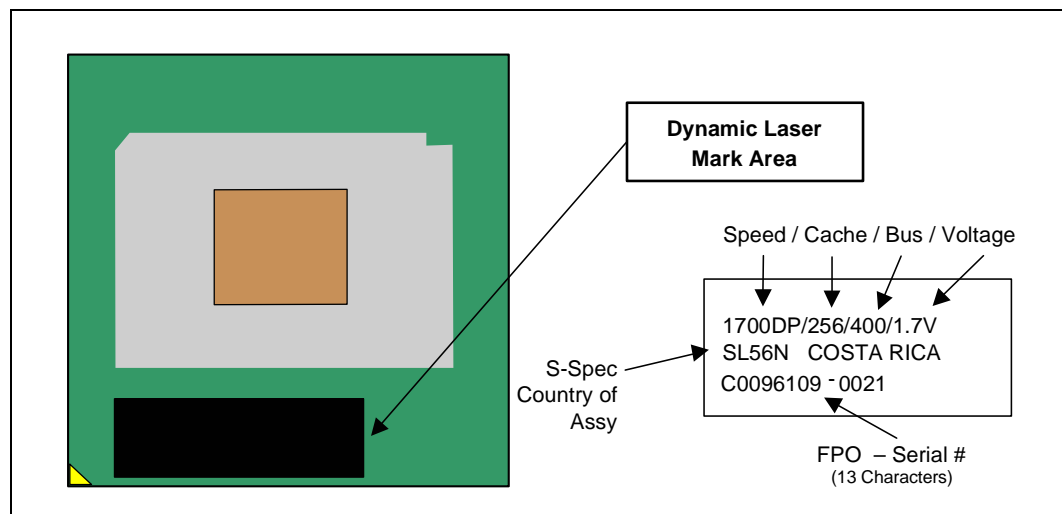 Dynamic Laser
Mark Area
Speed / Cache / Bus / Voltage
1700DP/256/400/1.7V
SL56N COSTA RICA
C0096109 - 0021
S-Spec
Country of
Assy
FPO – Serial #
(13 Characters)